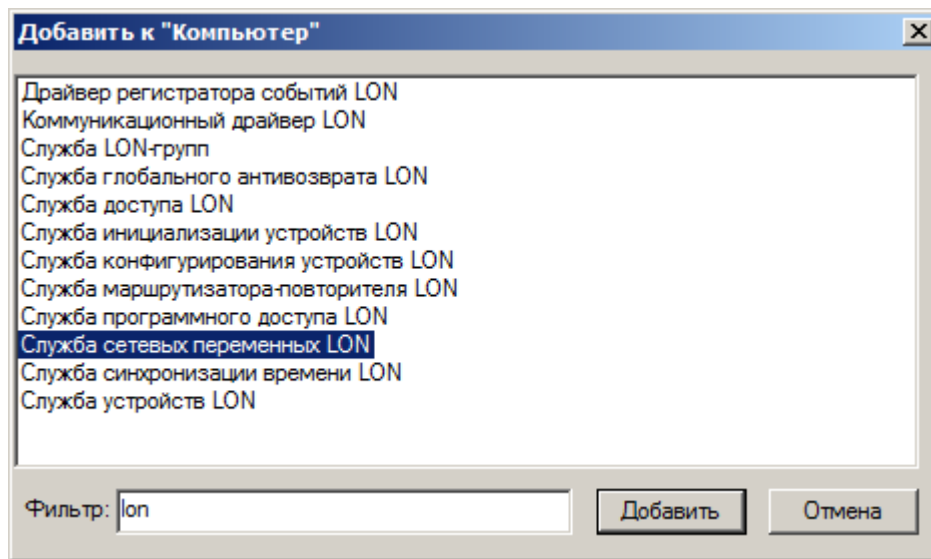 Добавить к "Компьютер"
Драйвер регистратора событий LON
Коммуникационный драйвер LON
Служба LON-групп
Служба глобального антивозврата LON
Служба доступа LON
Служба инициализации устройств LON
Служба конфигурирования устройств LON
Служба маршрутизатора-повторителя LON
Служба программного доступа LON
Служба сетевых переменных LON
Служба синхронизации времени LON
Служба устройств LON
Фильтр: lon Добавить Отмена